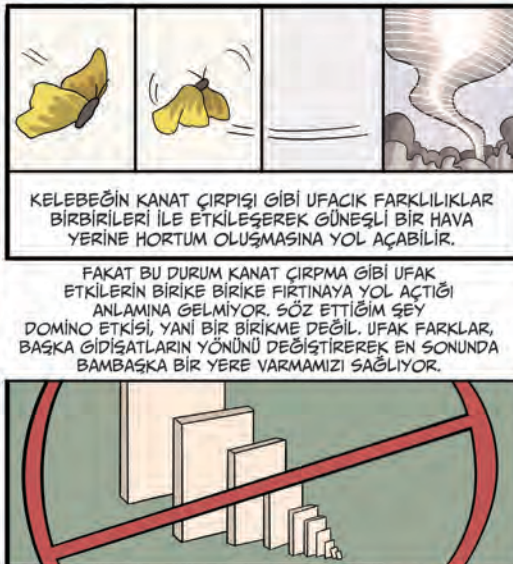 KELEBEĞİN KANAT ÇIRPIŞI GİBİ UFACIK FARKLILIKLAR
BİRBİRİLERİ İLE ETKİLEŞEREK GÜNEŞLİ BİR HAVA
YERİNE HORTUM OLUŞMASINA YOL AÇABİLİR.
FAKAT BU DURUM KANAT ÇIRPMA GİBİ UFAK
ETKİLERİN BİRİKE BİRİKE FIRTINAYA YOL AÇTIĞI
ANLAMINA GELMİYOR. SÖZ ETTİĞİM ŞEY
DOMİNO ETKİSİ, YANİ BİR BİRİKME DEĞİL. UFAK FARKLAR,
BAŞKA GİDİŞATLARIN YÖNÜNÜ DEĞİŞTİREREK EN SONUNDA
BAMBAŞKA BİR YERE VARMAMIZI SAĞLIYOR.